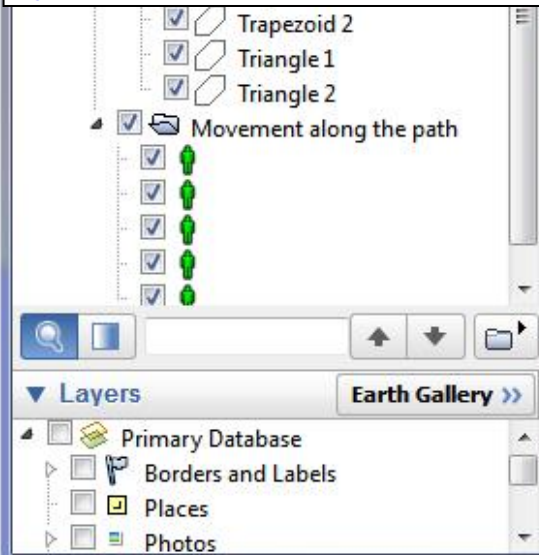 Trapezoid 2
Triangle 1
Triangle 2
Movement along the path
Layers
Earth Gallery »
Primary Database
Borders and Labels
Places
Photos